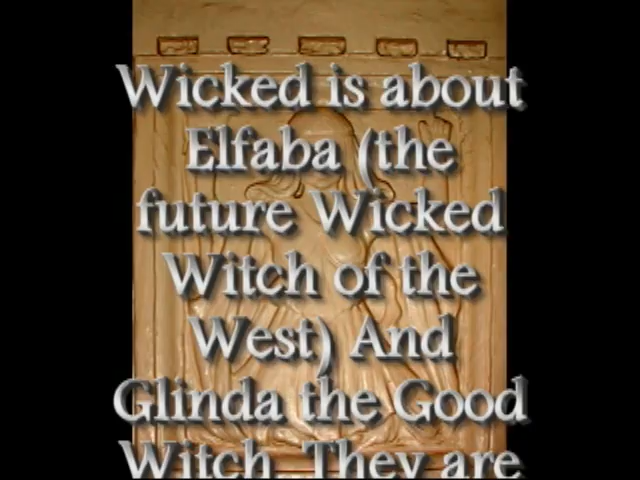 Wicked is about
Elfaba (the
future Wicked
Witch of the
West) And
Glinda the Good
Witch. They are